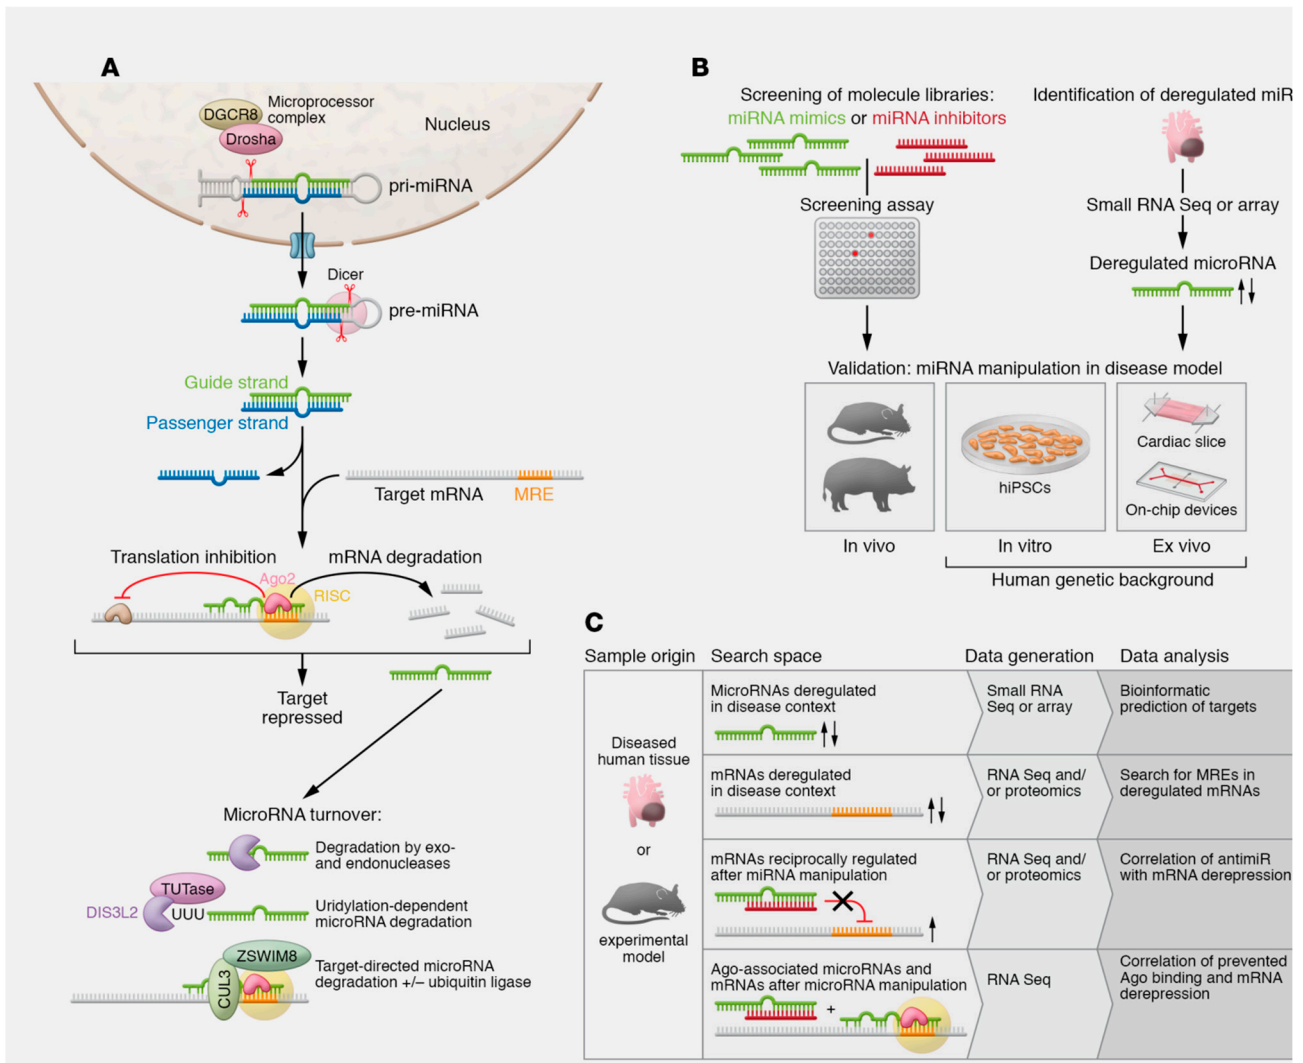 A
DGCR8
Microprocessor
complex
Drosha
Nucleus
pri-miRNA
Dicer
pre-miRNA
Guide strand
Passenger strand
Target mRNA
MRE
Translation inhibition
mRNA degradation
Ago2
RISC
Target
repressed
MicroRNA turnover:
Degradation by exo-
and endonucleases
TUTase
DIS3L2
UUU
Uridylation-dependent
microRNA degradation
ZSWIM8
CUL3
Target-directed microRNA
degradation +/– ubiquitin ligase
B
Screening of molecule libraries:
miRNA mimics or miRNA inhibitors
Screening assay
Identification of deregulated miR
Small RNA Seq or array
Deregulated microRNA
Validation: miRNA manipulation in disease model
Cardiac slice
hiPSCs
On-chip devices
In vivo
In vitro
Ex vivo
Human genetic background
C
Sample origin
Search space
Data generation
Data analysis
Diseased
human tissue
or
experimental
model
MicroRNAs deregulated
in disease context
Small RNA
Seq or array
Bioinformatic
prediction of targets
mRNAs deregulated
in disease context
RNA Seq and/
or proteomics
Search for MREs in
deregulated mRNAs
mRNAs reciprocally regulated
after miRNA manipulation
RNA Seq and/
or proteomics
Correlation of antimiR
with mRNA derepression
Ago-associated microRNAs and
mRNAs after microRNA manipulation
+
RNA Seq
Correlation of prevented
Ago binding and mRNA
derepression